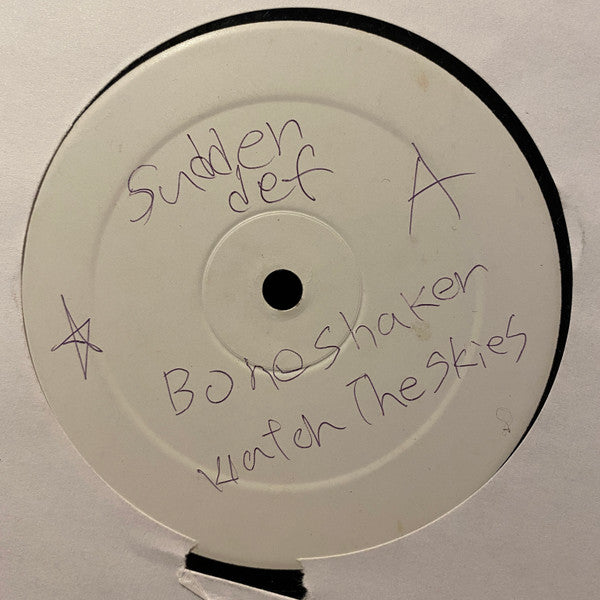 Sudden
def
A
Boneshaker
Watch The Skies